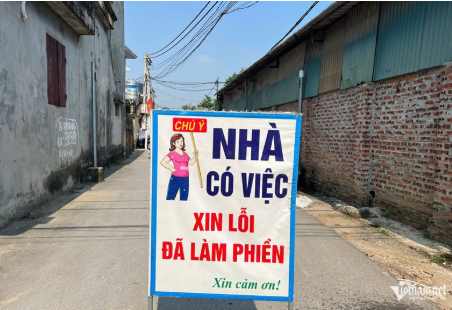 CHÚ Ý
NHÀ
CÓ VIỆC
XIN LỖI
ĐÃ LÀM PHIỀN
Xin cảm ơn!
Vietnamnet